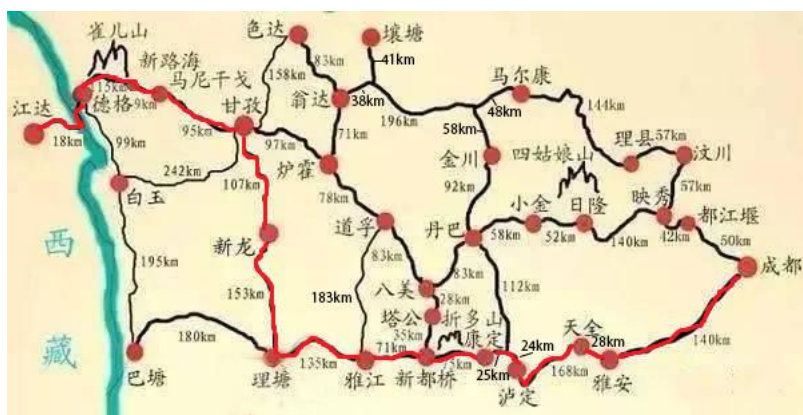 雀儿山
色达
壤塘
新路海
83km
41km
马尼干戈
158km
马尔康
115km
江达
德格
9km
甘孜
翁达
38km
48km
144km
18km
95km
196km
58km
理县
57km
99km
97km
71km
金川
四姑娘山
汶川
242km
炉霍
107km
92km
57km
白玉
78km
小金
日隆
映秀
都江堰
西
新龙
道孚
丹巴
58km
52km
140km
42km
50km
195km
83km
83km
成都
八美
112km
153km
183km
28km
塔公
折多山
藏
180km
35km
康定
24km
天全
28km
140km
135km
71km
75km
25km
168km
巴塘
理塘
雅江
新都桥
泸定
雅安